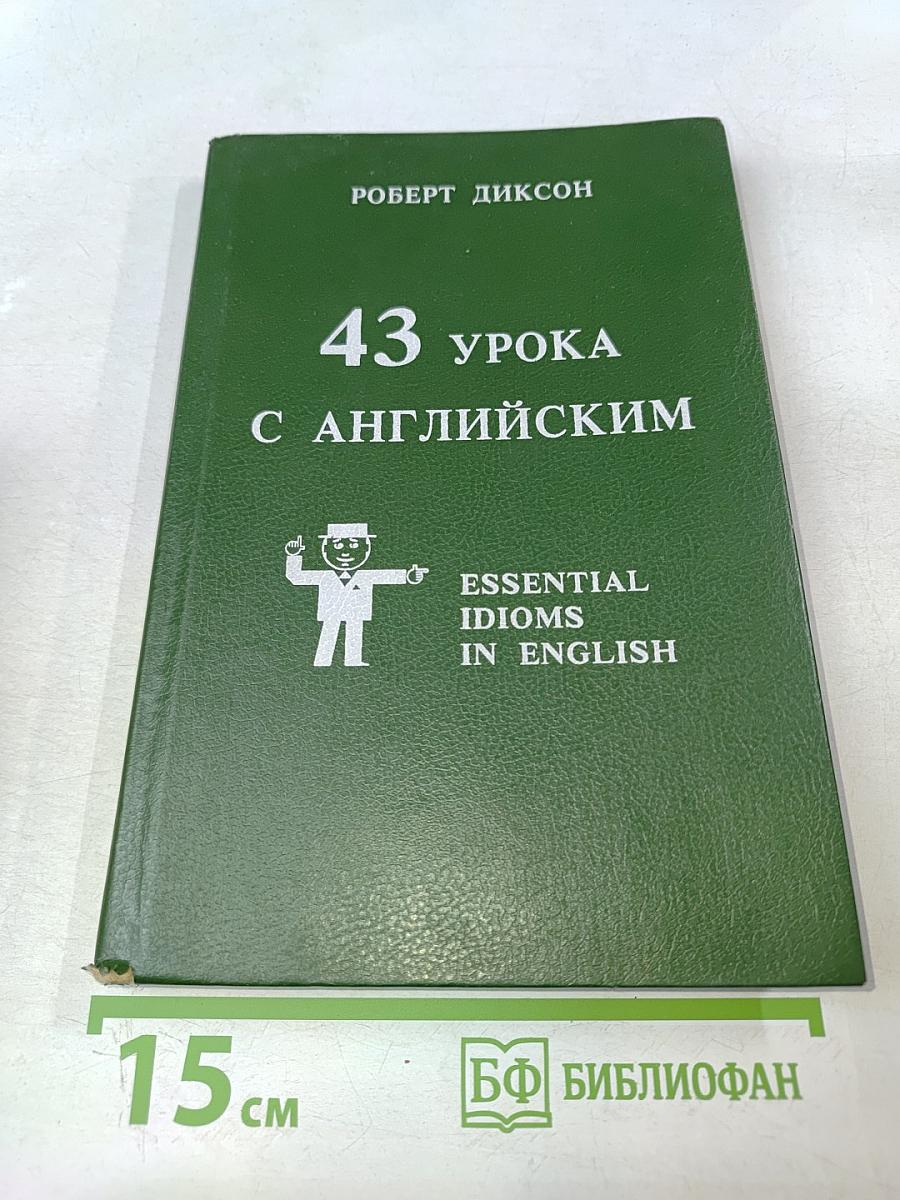 РОБЕРТ ДИКСОН
43 УРОКА
С АНГЛИЙСКИМ
ESSENTIAL
IDIOMS
IN ENGLISH
15 см
БФ БИБЛИОФАН